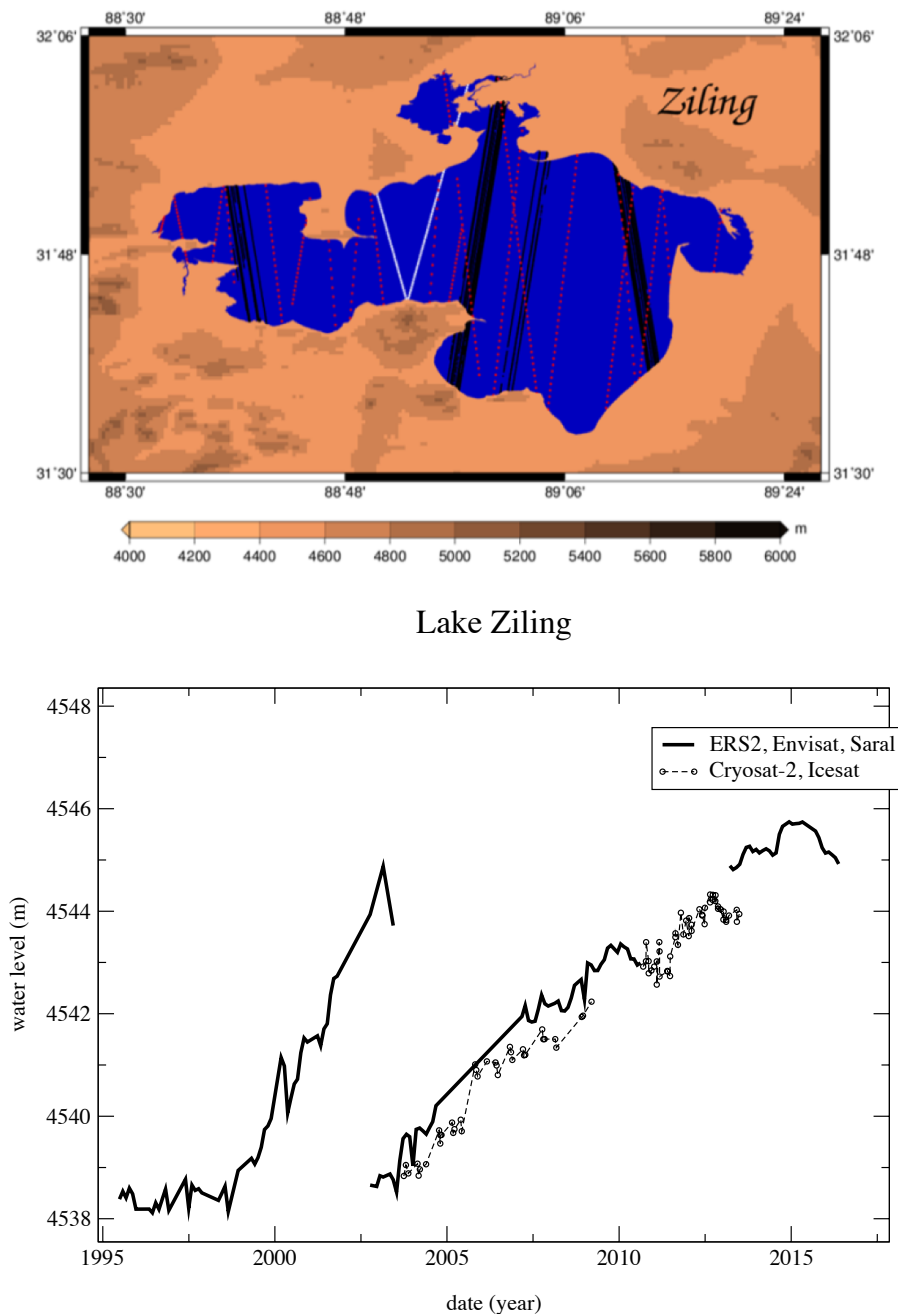 88°30' 88°48' 89°06' 89°24'
32°06' 32°06'
Ziling
31°48' 31°48'
31°30' 31°30'
88°30' 88°48' 89°06' 89°24'
m
4000 4200 4400 4600 4800 5000 5200 5400 5600 5800 6000
Lake Ziling
4548
ERS2, Envisat, Saral
Cryosat-2, Icesat
4546
4544
water level (m)
4542
4540
4538
1995 2000 2005 2010 2015
date (year)